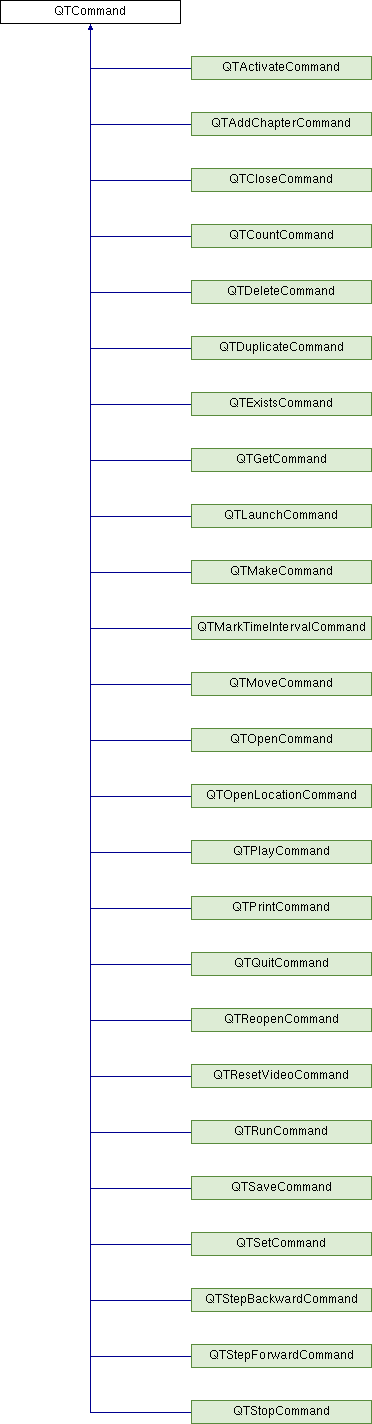 QTCommand
QTActivateCommand
QTAddChapterCommand
QTCloseCommand
QTCountCommand
QTDeleteCommand
QTDuplicateCommand
QTExistsCommand
QTGetCommand
QTLaunchCommand
QTMakeCommand
QTMarkTimeIntervalCommand
QTMoveCommand
QTOpenCommand
QTOpenLocationCommand
QTPlayCommand
QTPrintCommand
QTQuitCommand
QTReopenCommand
QTResetVideoCommand
QTRunCommand
QTSaveCommand
QTSetCommand
QTStepBackwardCommand
QTStepForwardCommand
QTStopCommand